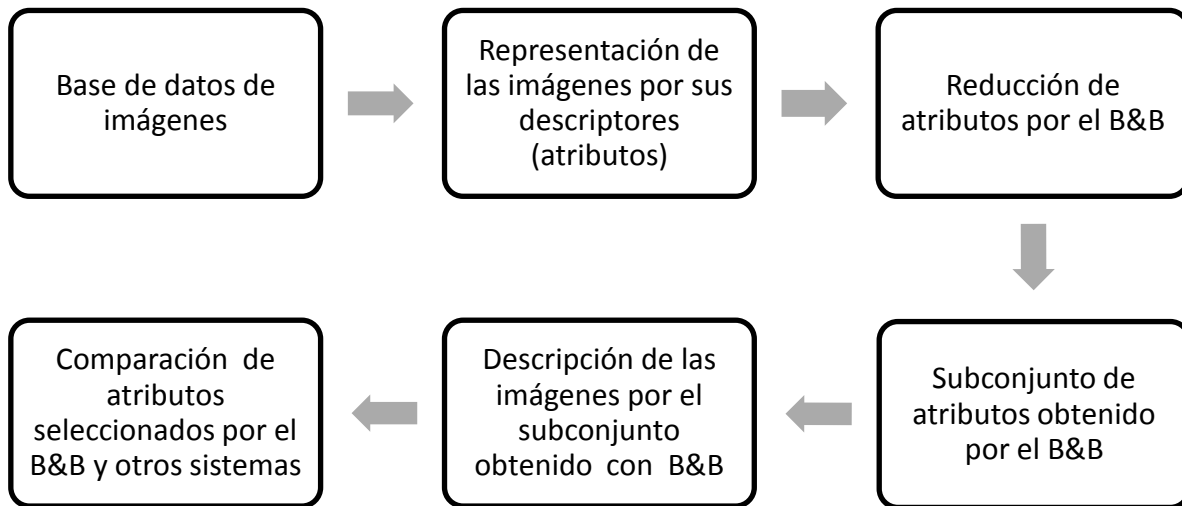 Base de datos de
imágenes
Representación de
las imágenes por sus
descriptores
(atributos)
Reducción de
atributos por el B&B
Subconjunto de
atributos obtenido
por el B&B
Descripción de las
imágenes por el
subconjunto
obtenido con B&B
Comparación de
atributos
seleccionados por el
B&B y otros sistemas